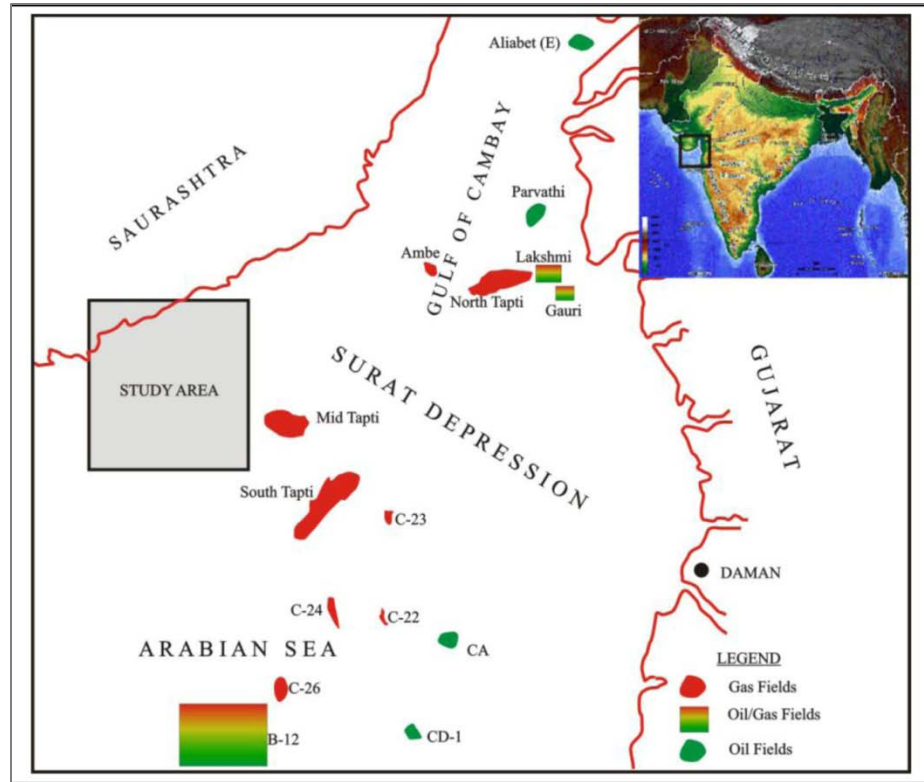 Aliabet (E)
SAURASHTRA
GULF OF CAMBAY
Parvathi
Ambe
Lakshmi
North Tapti
Gauri
STUDY AREA
SURAT DEPRESSION
GUJARAT
Mid Tapti
South Tapti
C-23
DAMAN
C-24
C-22
ARABIAN SEA
CA
C-26
B-12
CD-1
LEGEND
Gas Fields
Oil/Gas Fields
Oil Fields